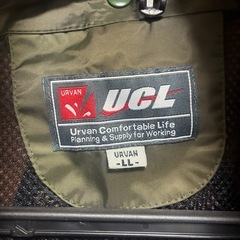 URVAN
UCL
Urvan Comfortable Life
Planning & Supply for Working
URVAN
-LL-